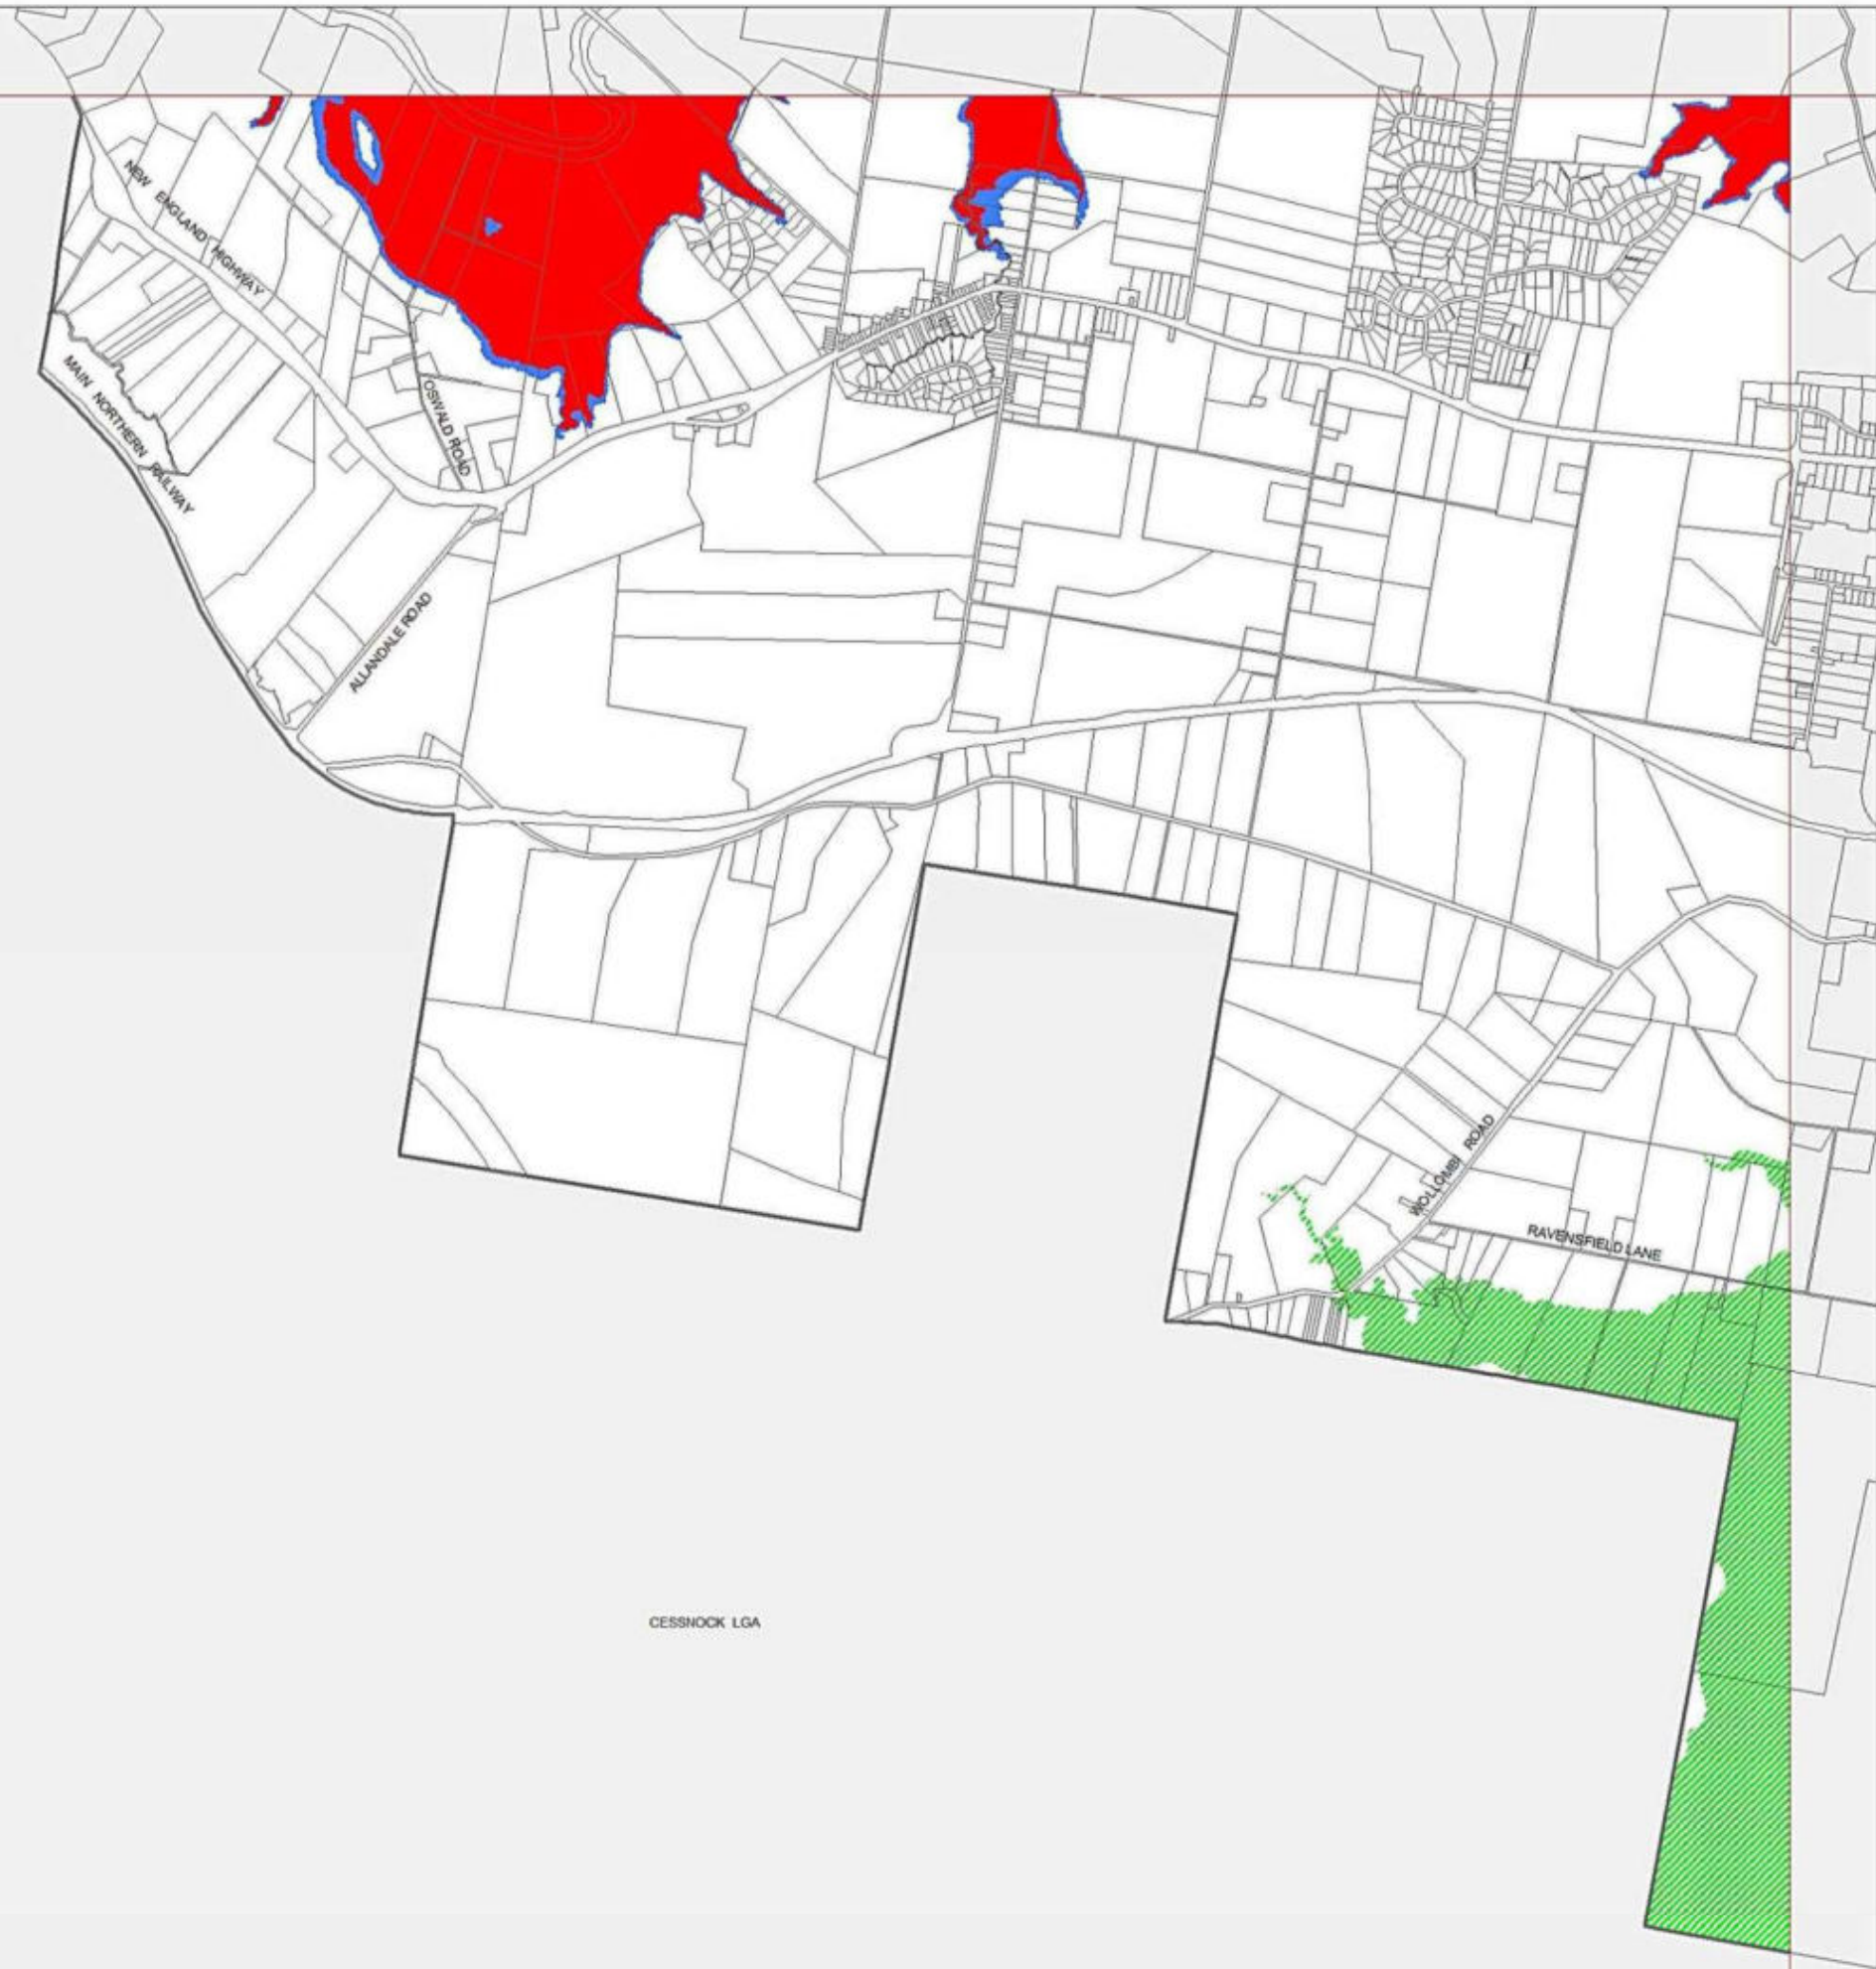 NEW ENGLAND HIGHWAY
MAIN NORTHERN RAILWAY
OSWALD ROAD
ALLANDALE ROAD
WOLLOMBI ROAD
RAVENSFIELD LANE
CESSNOCK LGA